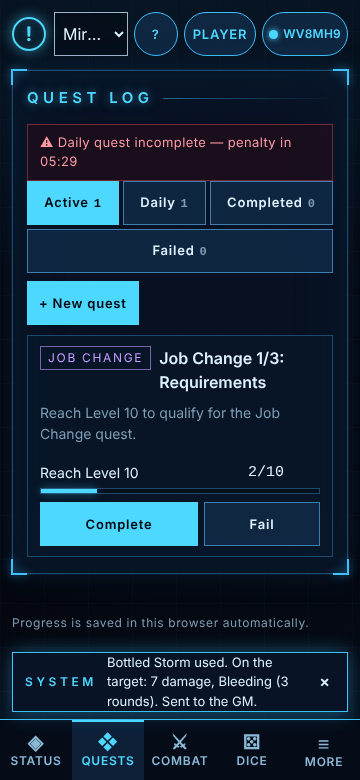 ! Mir... ? PLAYER WV8MH9
QUEST LOG
⚠ Daily quest incomplete — penalty in
05:29
Active 1 Daily 1 Completed 0
Failed 0
+ New quest
JOB CHANGE Job Change 1/3:
Requirements
Reach Level 10 to qualify for the Job
Change quest.
Reach Level 10 2/10
Complete Fail
Progress is saved in this browser automatically.
SYSTEM
Bottled Storm used. On the
target: 7 damage, Bleeding (3
rounds). Sent to the GM.
×
STATUS QUESTS COMBAT DICE MORE